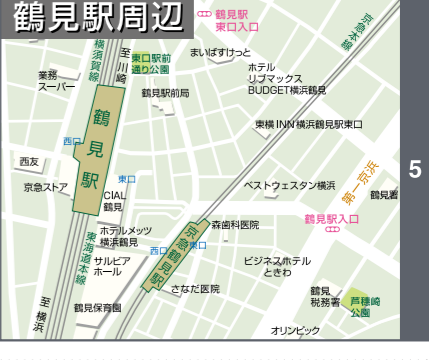 鶴見駅周辺
鶴見駅
東口入口
京急本線
横須賀線
至 川崎
東口駅前
通り公園
まいばすけっと
業務
スーパー
鶴見駅前局
ホテル
リブマックス
BUDGET横浜鶴見
東横INN横浜鶴見駅東口
西口
鶴見駅
西友
京急ストア
東口
CIAL
鶴見
ベストウェスタン横浜
第一京浜
鶴見署
5
鶴見駅入口
ホテルメッツ
横浜鶴見
東海道本線
サルビア
ホール
西口
京急鶴見駅
東口
森歯科医院
ビジネスホテル
ときわ
さなだ医院
至 横浜
鶴見保育園
鶴見
税務署
芦穂崎
公園
オリンピック